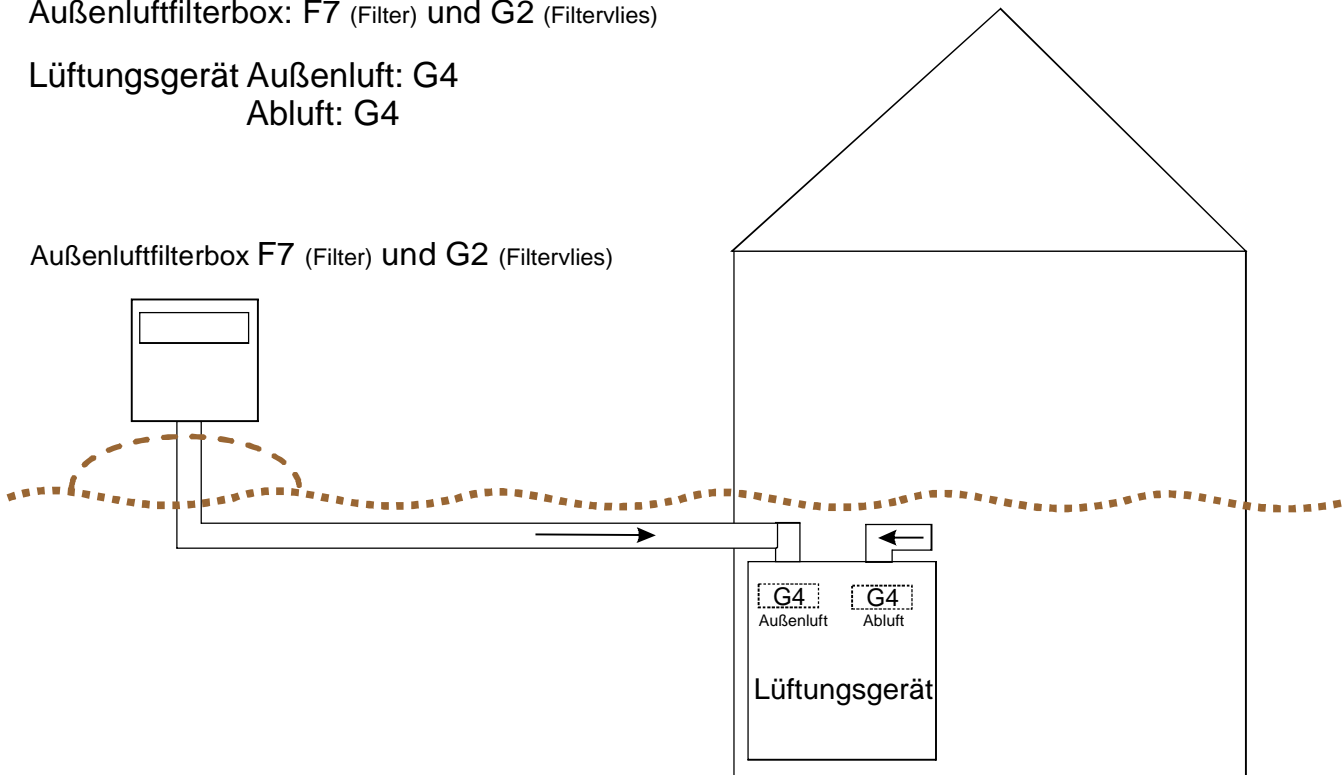 Außenluftfilterbox: F7 (Filter) und G2 (Filtervlies)
Lüftungsgerät Außenluft: G4
Abluft: G4
Außenluftfilterbox F7 (Filter) und G2 (Filtervlies)
G4 G4
Außenluft Abluft
Lüftungsgerät